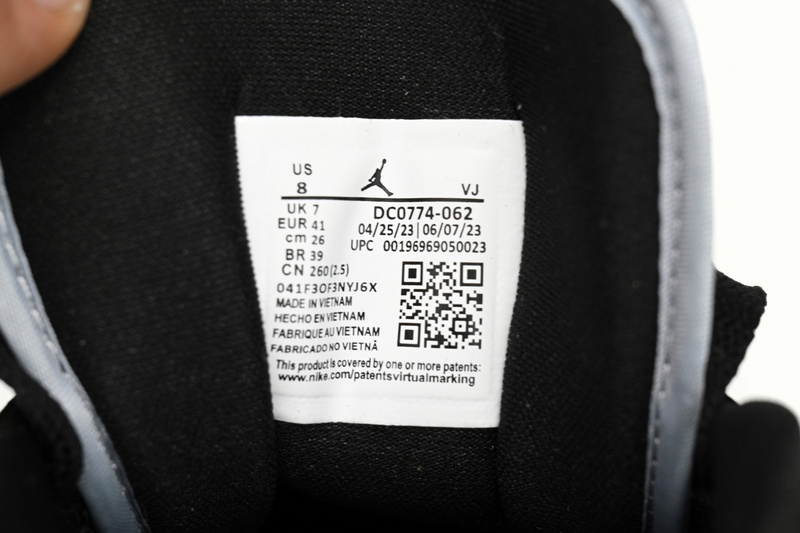 US
8
VJ
UK 7
EUR 41
cm 26
BR 39
CN 260(2.5)
DC0774-062
04/25/23|06/07/23
UPC 00196969050023
041F3OF3NYJ6X
MADE IN VIETNAM
HECHO EN VIETNAM
FABRIQUE AU VIETNAM
FABRICADO NO VIETNÃ
This product is covered by one or more patents:
www.nike.com/patentsvirtualmarking